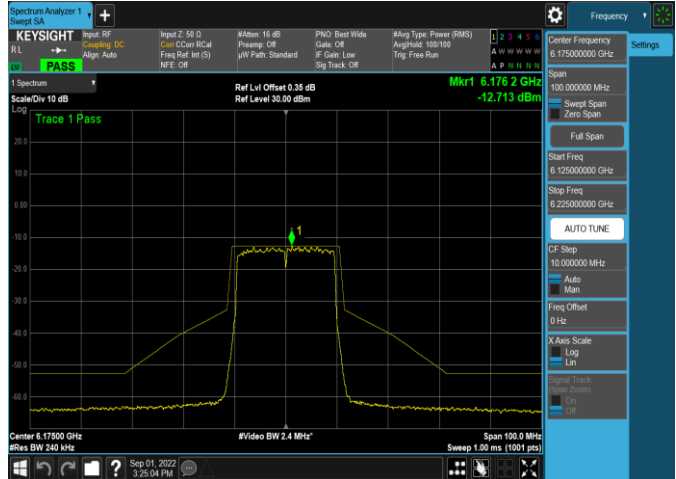 Spectrum Analyzer 1
Swept SA
Frequency
KEYSIGHT
RL
PASS
Input: RF
Coupling: DC
Align: Auto
Input Z: 50 Ω
Corr CCorr RCal
Freq Ref: Int (S)
NFE: Off
#Atten: 16 dB
Preamp: Off
µW Path: Standard
PNO: Best Wide
Gate: Off
IF Gain: Low
Sig Track: Off
#Avg Type: Power (RMS)
Avg|Hold: 100/100
Trig: Free Run
1 2 3 4 5 6
A W W W W W
A P N N N N
1 Spectrum
Scale/Div 10 dB
Log
Ref Lvl Offset 0.35 dB
Ref Level 30.00 dBm
Mkr1 6.176 2 GHz
-12.713 dBm
Trace 1 Pass
20.0
10.0
0.00
-10.0
-20.0
-30.0
-40.0
-50.0
-60.0
1
Center 6.17500 GHz
#Res BW 240 kHz
#Video BW 2.4 MHz*
Span 100.0 MHz
Sweep 1.00 ms (1001 pts)
Sep 01, 2022
3:25:04 PM
Center Frequency
6.175000000 GHz
Settings
Span
100.000000 MHz
Swept Span
Zero Span
Full Span
Start Freq
6.125000000 GHz
Stop Freq
6.225000000 GHz
AUTO TUNE
CF Step
10.000000 MHz
Auto
Man
Freq Offset
0 Hz
X Axis Scale
Log
Lin
Signal Track
(Span Zoom)
On
Off